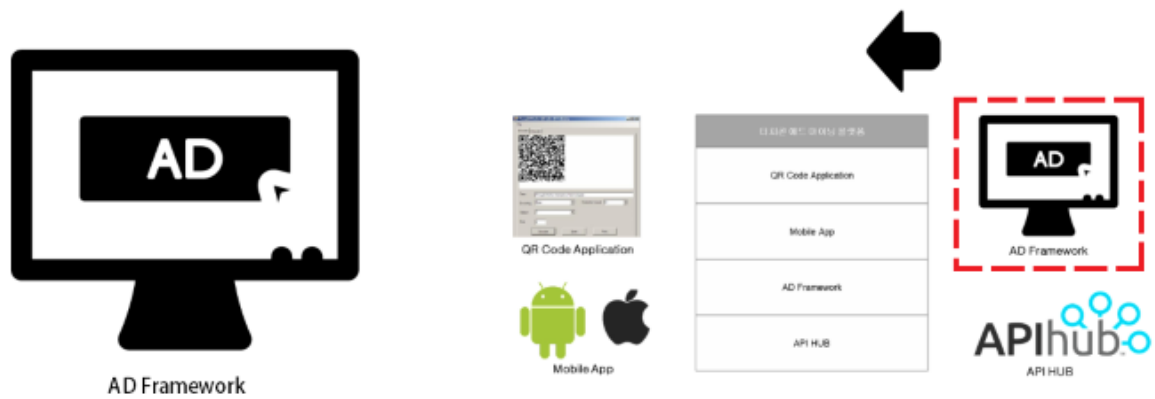 AD
AD Framework
QR Code Application
Mobile App
QR Code Application
Mobile App
AD Framework
API HUB
AD
AD Framework
APIhub
API HUB